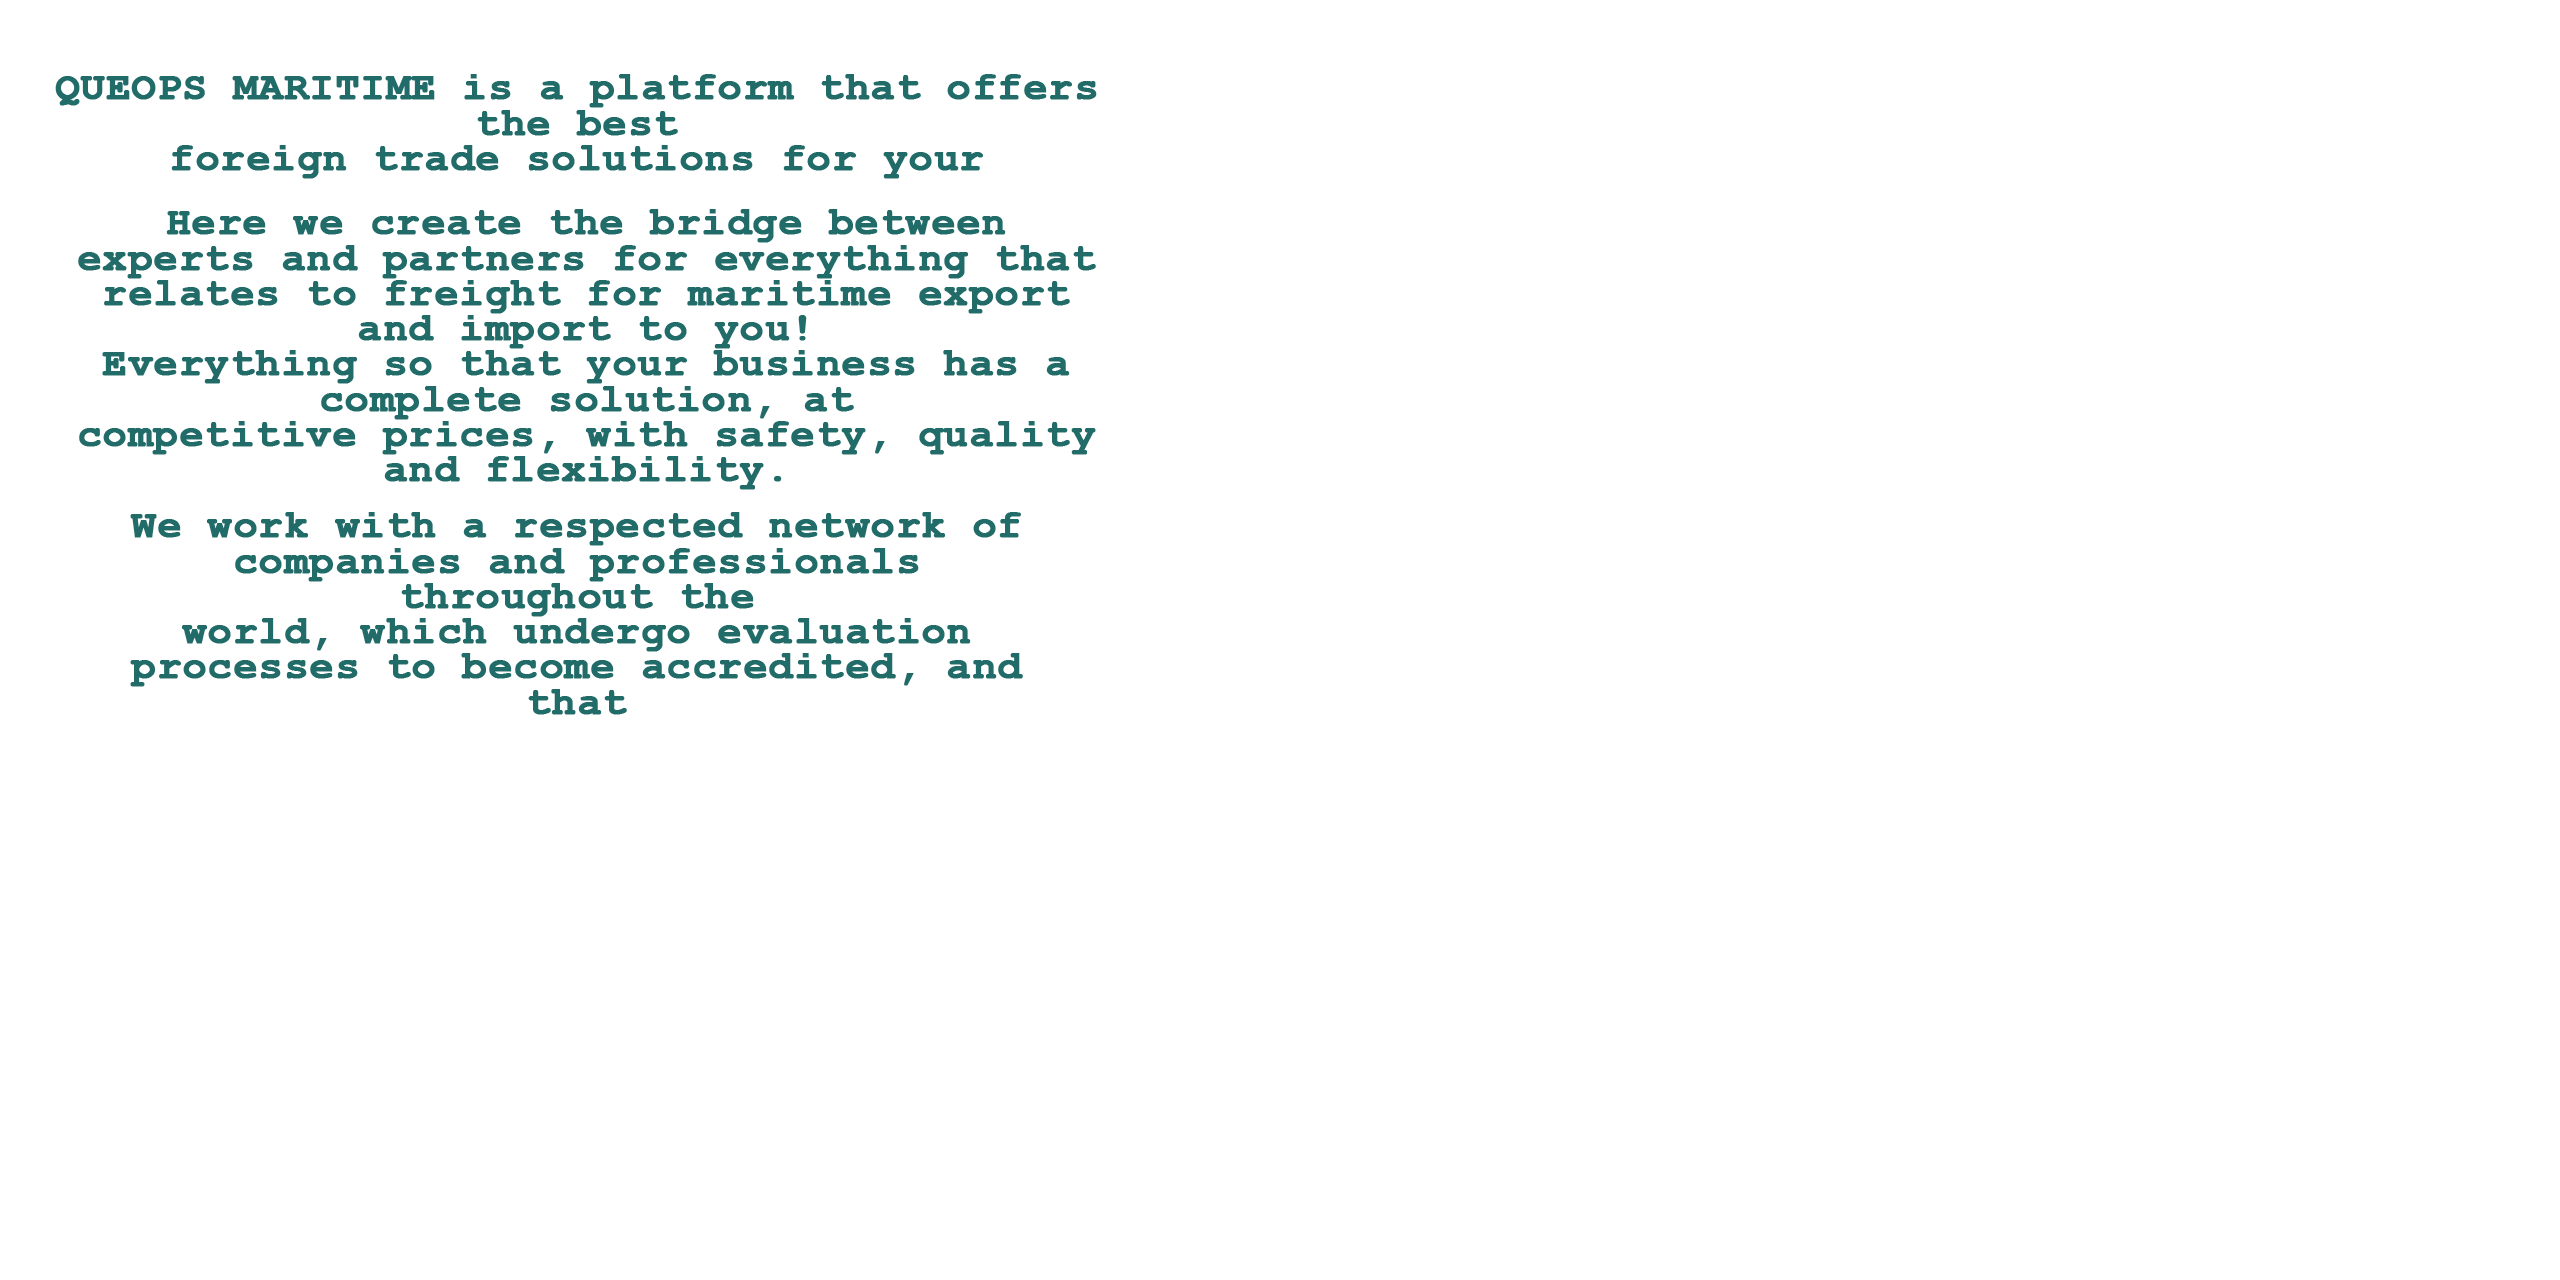 QUEOPS MARITIME is a platform that offers
the best
foreign trade solutions for your
Here we create the bridge between
experts and partners for everything that
relates to freight for maritime export
and import to you!
Everything so that your business has a
complete solution, at
competitive prices, with safety, quality
and flexibility.
We work with a respected network of
companies and professionals
throughout the
world, which undergo evaluation
processes to become accredited, and
that